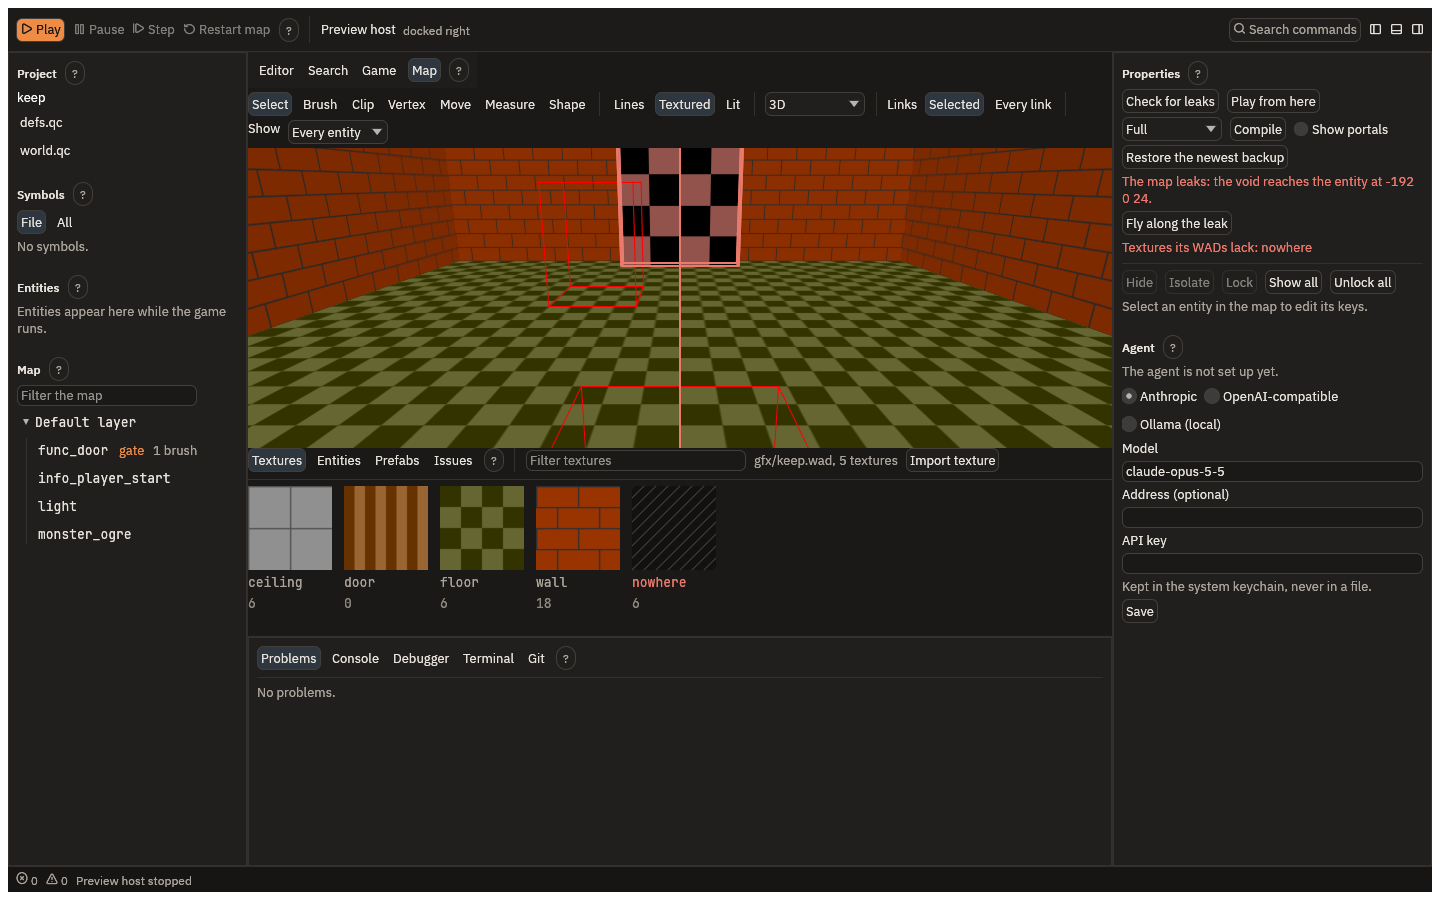 Play Pause Step Restart map ? Preview host docked right Search commands
Project ?
keep
defs.qc
world.qc
Symbols ?
File All
No symbols.
Entities ?
Entities appear here while the game
runs.
Map ?
Filter the map
Default layer
func_door gate 1 brush
info_player_start
light
monster_ogre
Editor Search Game Map ?
Select Brush Clip Vertex Move Measure Shape Lines Textured Lit 3D Links Selected Every link
Show Every entity
Textures Entities Prefabs Issues ? Filter textures gfx/keep.wad, 5 textures Import texture
ceiling door floor wall nowhere
6 0 6 18 6
Problems Console Debugger Terminal Git ?
No problems.
Properties ?
Check for leaks Play from here
Full Compile Show portals
Restore the newest backup
The map leaks: the void reaches the entity at -192
0 24.
Fly along the leak
Textures its WADs lack: nowhere
Hide Isolate Lock Show all Unlock all
Select an entity in the map to edit its keys.
Agent ?
The agent is not set up yet.
Anthropic OpenAI-compatible
Ollama (local)
Model
claude-opus-5-5
Address (optional)
API key
Kept in the system keychain, never in a file.
Save
0 0 Preview host stopped